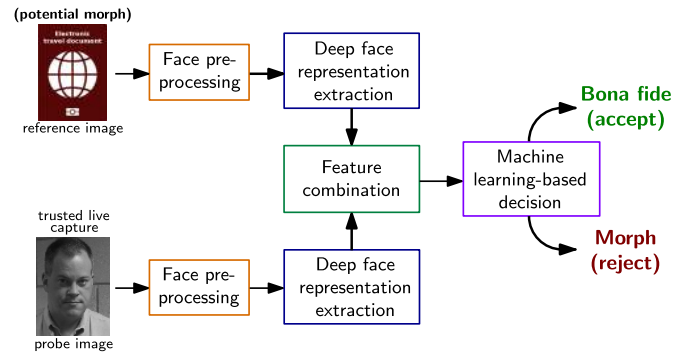 (potential morph)
Electronic
travel document
reference image
Face pre-
processing
Deep face
representation
extraction
Feature
combination
Machine
learning-based
decision
Bona fide
(accept)
Morph
(reject)
trusted live
capture
probe image
Face pre-
processing
Deep face
representation
extraction